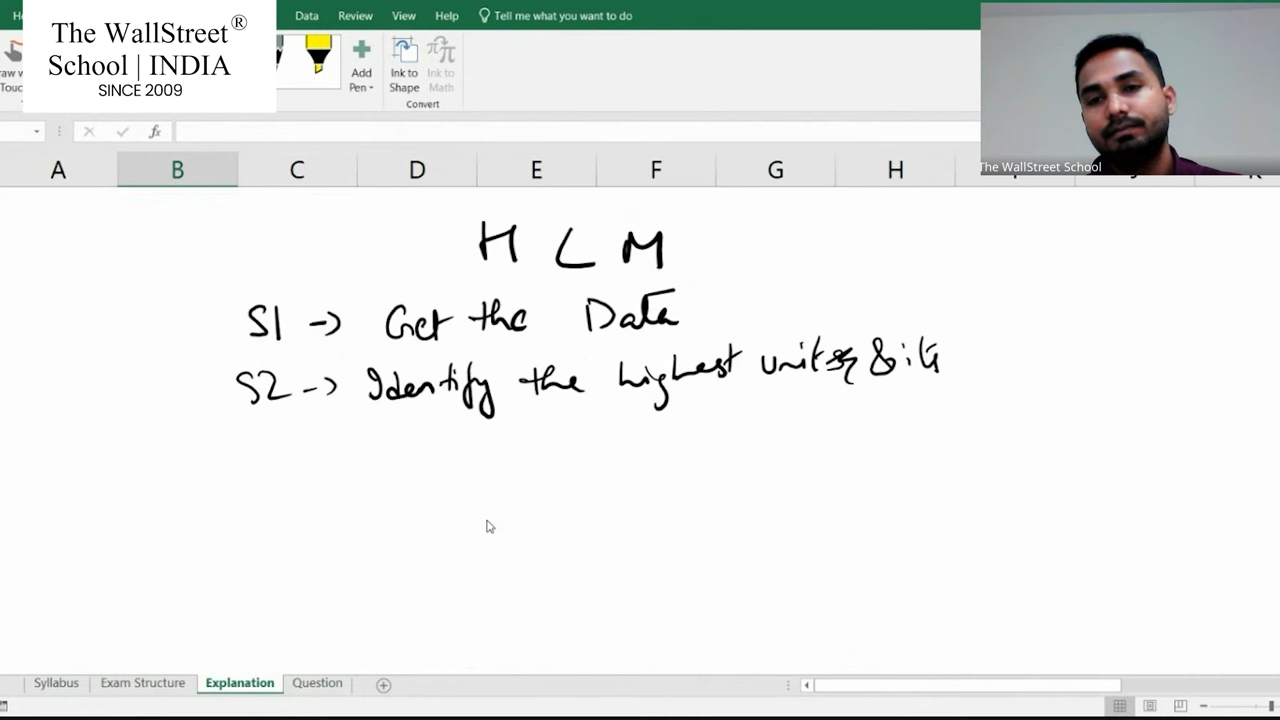 Data Review View Help Tell me what you want to do
The WallStreet®
School | INDIA
SINCE 2009
Add Pen
Ink to Shape
Ink to Math
Convert
fx
The WallStreet School
A B C D E F G H
H L M
S1 → Get the Data
S2 → Identify the highest units & its
Syllabus Exam Structure Explanation Question